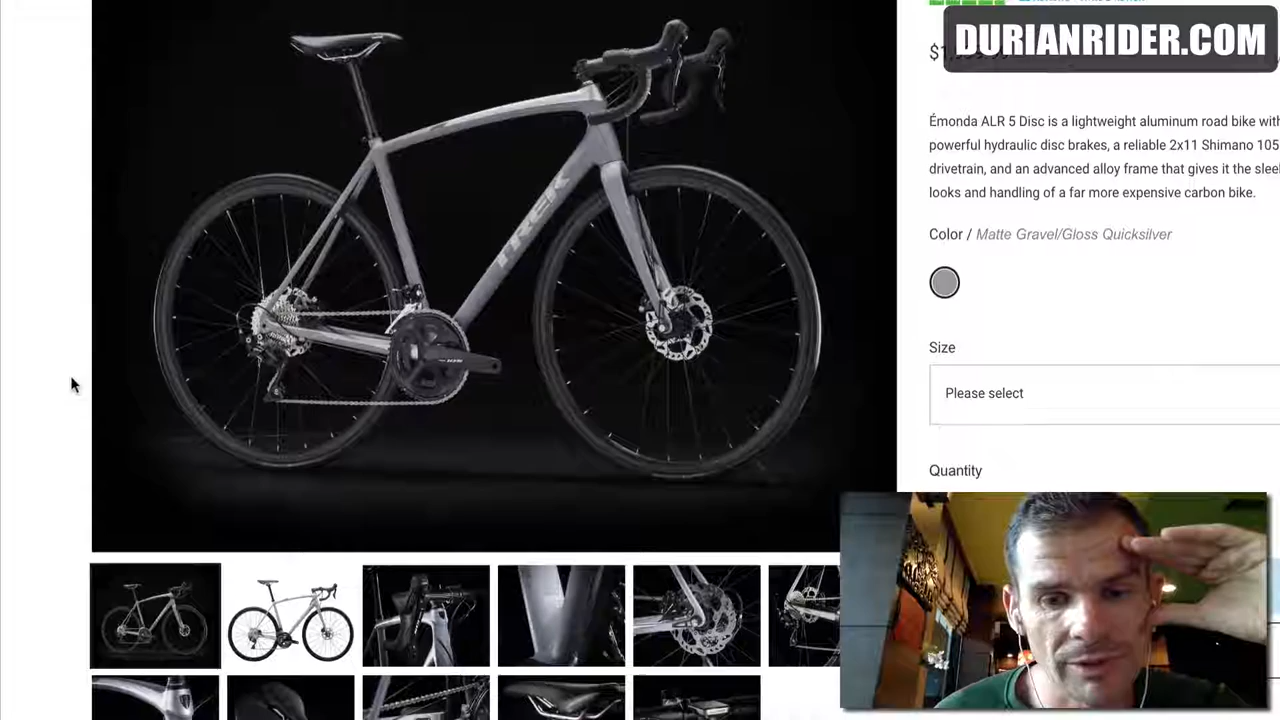 DURIANRIDER.COM
Émonda ALR 5 Disc is a lightweight aluminum road bike with
powerful hydraulic disc brakes, a reliable 2x11 Shimano 105
drivetrain, and an advanced alloy frame that gives it the
looks and handling of a far more expensive carbon bike.
Color / Matte Gravel/Gloss Quicksilver
Size
Please select
Quantity
TREK